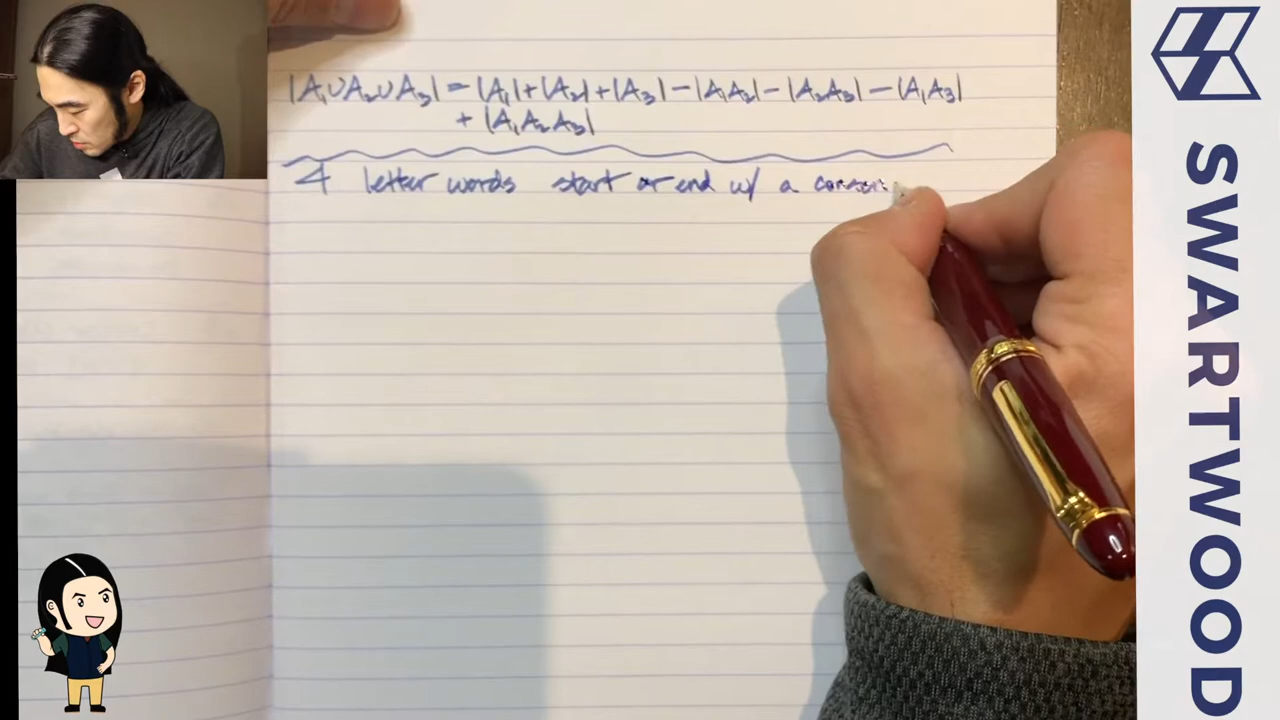 |A₁∪A₂∪A₃| = |A₁|+|A₂|+|A₃|-|A₁A₂|-|A₂A₃|-|A₁A₃|
+ |A₁A₂A₃|
4 letter words start or end w/ a
SWARTWOOD